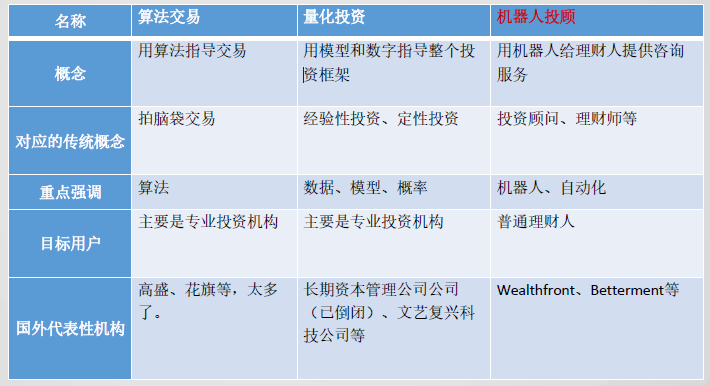 名称
算法交易
量化投资
机器人投顾
概念
用算法指导交易
用模型和数字指导整个投
资框架
用机器人给理财人提供咨询
服务
对应的传统概念
拍脑袋交易
经验性投资、定性投资
投资顾问、理财师等
重点强调
算法
数据、模型、概率
机器人、自动化
目标用户
主要是专业投资机构
主要是专业投资机构
普通理财人
国外代表性机构
高盛、花旗等，太多
了。
长期资本管理公司公司
（已倒闭）、文艺复兴科
技公司等
Wealthfront、Betterment等